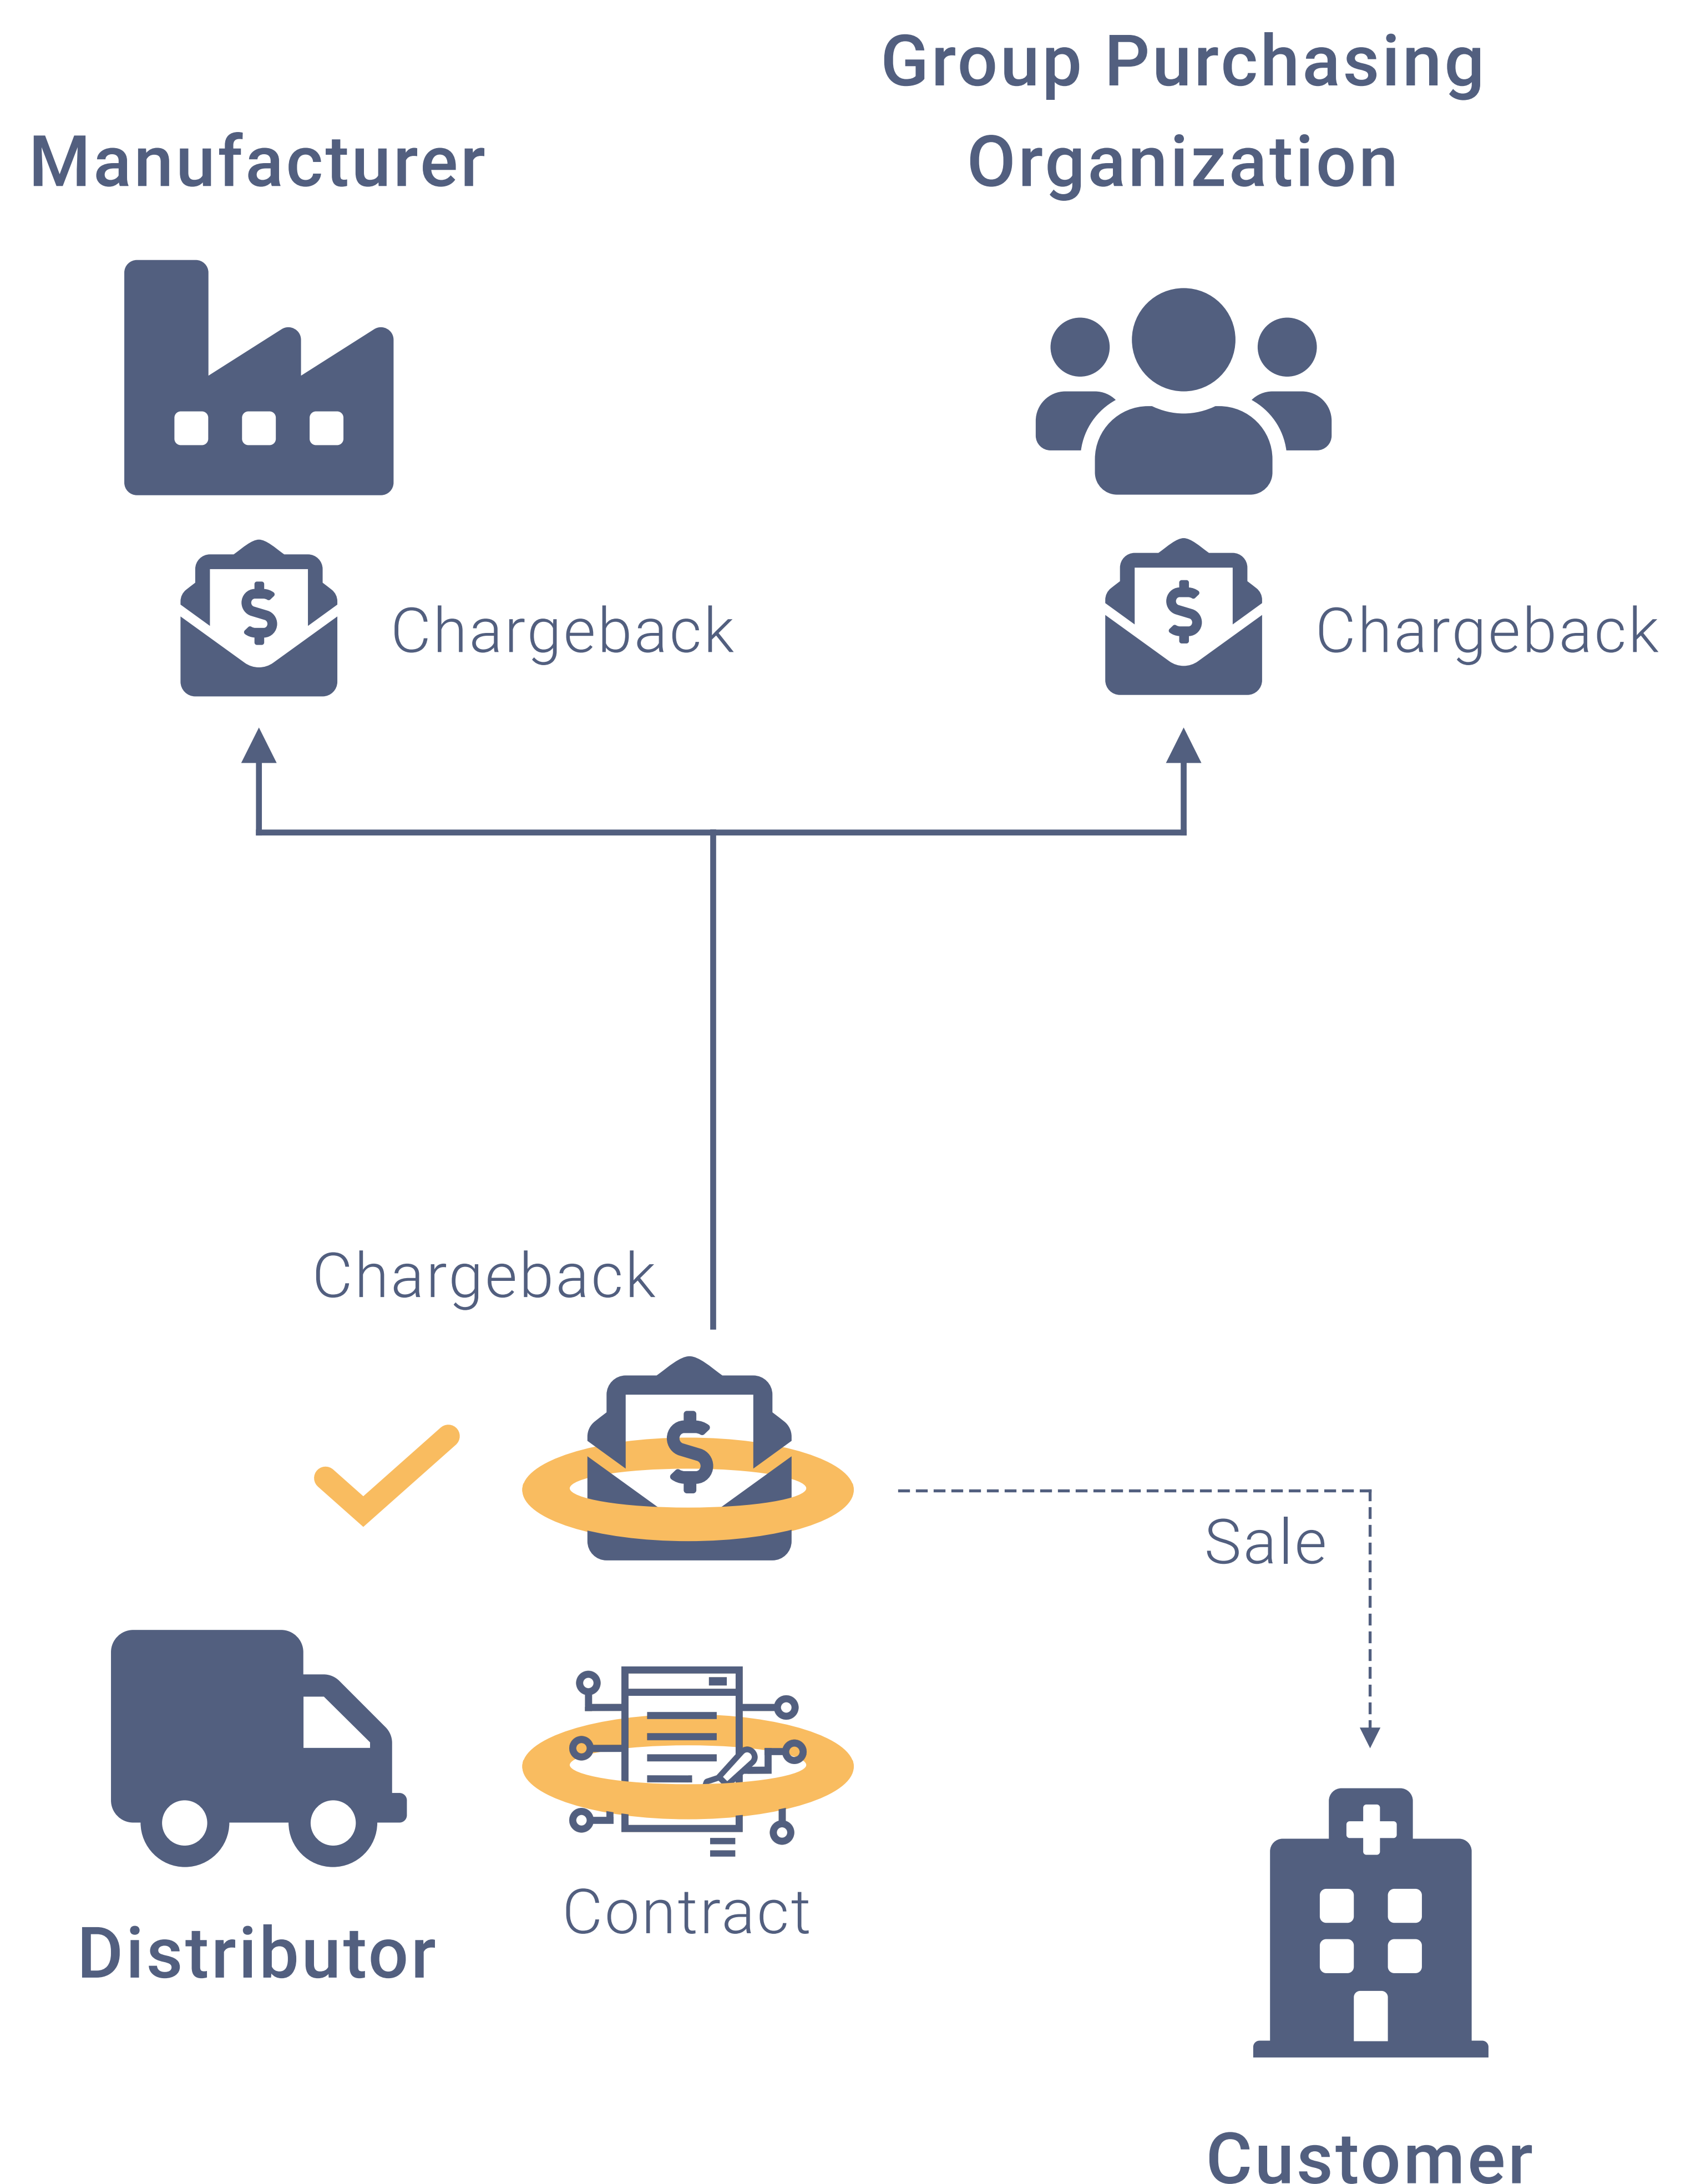 Group Purchasing
Organization
Manufacturer
$
Chargeback
$
Chargeback
Chargeback
$
Sale
Contract
Distributor
Customer